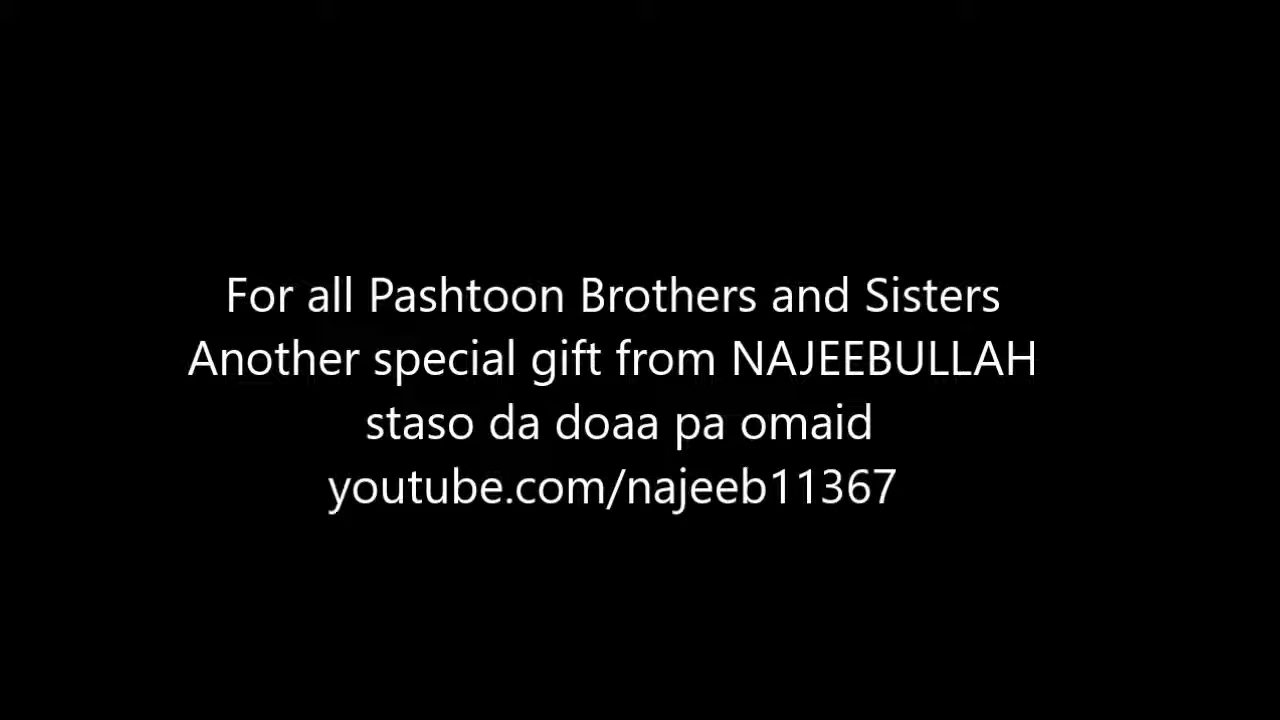 For all Pashtoon Brothers and Sisters
Another special gift from NAJEEBULLAH
staso da doaa pa omaid
youtube.com/najeeb11367